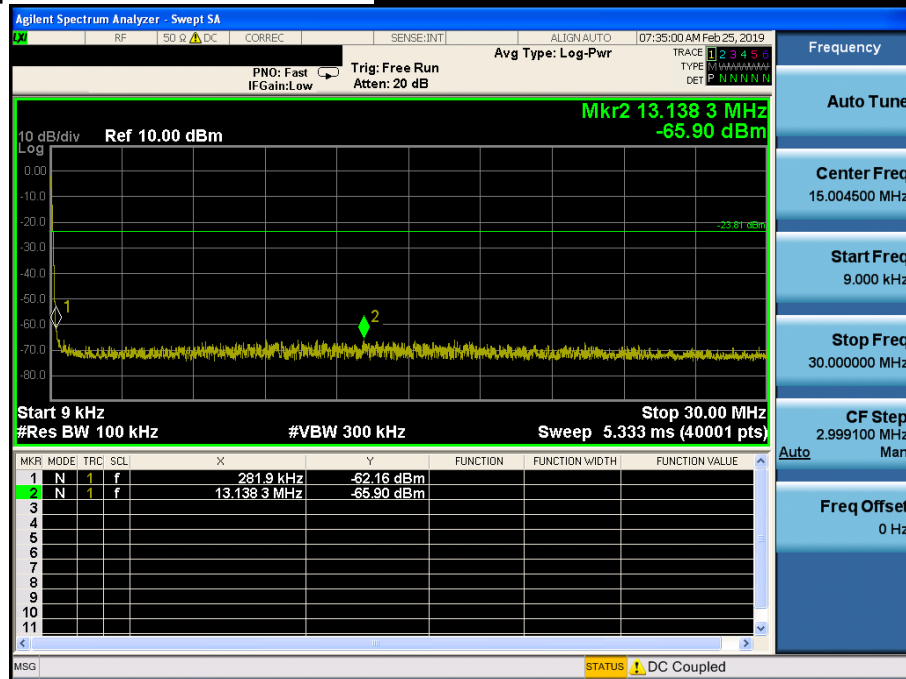 Agilent Spectrum Analyzer - Swept SA
LXI RF 50 Ω DC CORREC SENSE:INT ALIGN AUTO 07:35:00 AM Feb 25, 2019
PNO: Fast Trig: Free Run Avg Type: Log-Pwr TRACE 1 2 3 4 5 6
IFGain:Low Atten: 20 dB TYPE M
DET P N N N N N
Mkr2 13.138 3 MHz
-65.90 dBm
10 dB/div Ref 10.00 dBm
Log
0.00
-10.0
-20.0
-23.81 dBm
-30.0
-40.0
-50.0
-60.0
-70.0
-80.0
1
2
Start 9 kHz Stop 30.00 MHz
#Res BW 100 kHz #VBW 300 kHz Sweep 5.333 ms (40001 pts)
MKR MODE TRC SCL X Y FUNCTION FUNCTION WIDTH FUNCTION VALUE
1 N 1 f 281.9 kHz -62.16 dBm
2 N 1 f 13.138 3 MHz -65.90 dBm
3
4
5
6
7
8
9
10
11
MSG STATUS DC Coupled
Frequency
Auto Tune
Center Freq
15.004500 MHz
Start Freq
9.000 kHz
Stop Freq
30.000000 MHz
CF Step
2.999100 MHz
Auto Man
Freq Offset
0 Hz